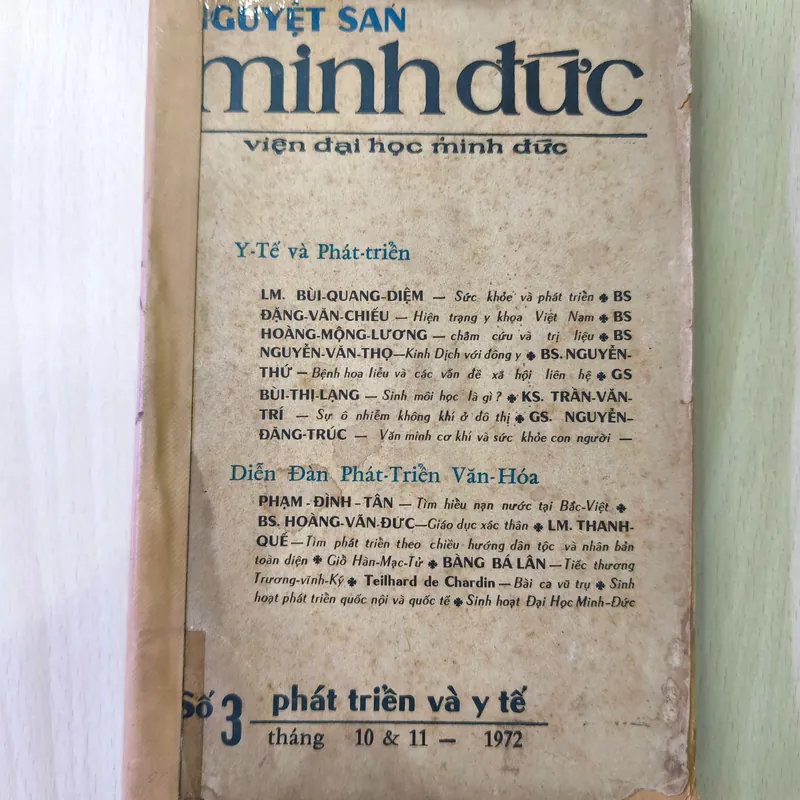 NGUYỆT SAN
minh đức
viện đại học minh đức
Y-Tế và Phát-triển
LM. BÙI-QUANG-DIỆM — Sức khỏe và phát triển ♣ BS
ĐẶNG-VĂN-CHIẾU — Hiện trạng y khoa Việt Nam ♣ BS
HOÀNG-MỘNG-LƯƠNG — châm cứu và trị liệu ♣ BS
NGUYỄN-VĂN-THỌ—Kinh Dịch với đông y ♣ BS. NGUYỄN-
THỨ — Bệnh hoa liễu và các vấn đề xã hội liên hệ ♣ GS
BÙI-THỊ-LẠNG — Sinh môi học là gì ? ♣ KS. TRẦN-VĂN-
TRÍ — Sự ô nhiễm không khí ở đô thị ♣ GS. NGUYỄN-
ĐĂNG-TRÚC — Văn minh cơ khí và sức khỏe con người —
Diễn Đàn Phát-Triển Văn-Hóa
PHẠM-ĐÌNH-TÂN — Tìm hiểu nạn nước tại Bắc-Việt ♣
BS. HOÀNG-VĂN-ĐỨC—Giáo dục xác thân ♣ LM. THANH-
QUẾ — Tìm phát triển theo chiều hướng dân tộc và nhân bản
toàn diện ♣ Giỗ Hàn-Mạc-Tử ♣ BÀNG BÁ LÂN — Tiếc thương
Trương-vĩnh-Ký ♣ Teilhard de Chardin — Bài ca vũ trụ ♣ Sinh
hoạt phát triển quốc nội và quốc tế ♣ Sinh hoạt Đại Học Minh-Đức
Số 3 phát triển và y tế
tháng 10 & 11 — 1972